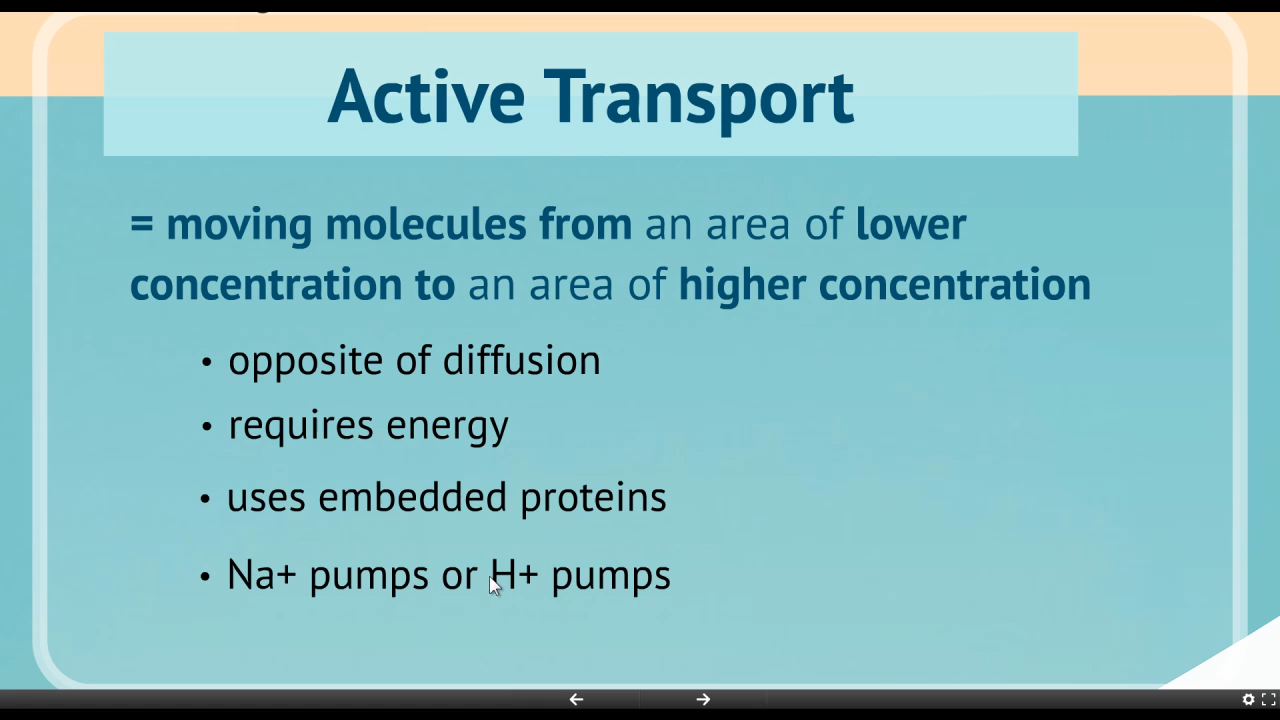 Active Transport
= moving molecules from an area of lower
concentration to an area of higher concentration
• opposite of diffusion
• requires energy
• uses embedded proteins
• Na+ pumps or H+ pumps